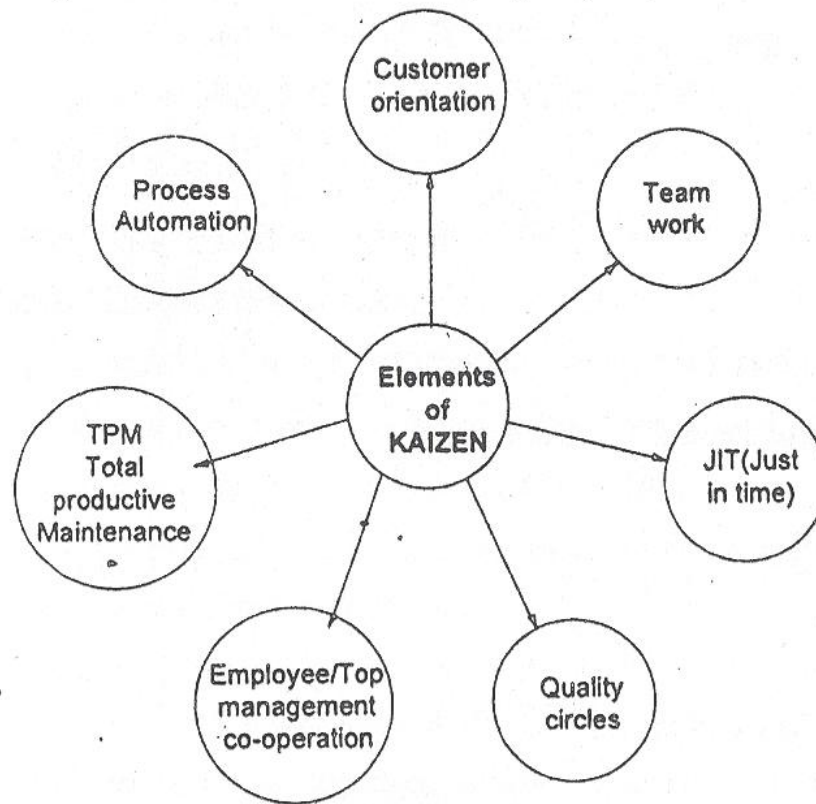 Customer
orientation
Process
Automation
Team
work
Elements
of
KAIZEN
TPM
Total
productive
Maintenance
JIT(Just
in time)
Employee/Top
management
co-operation
Quality
circles